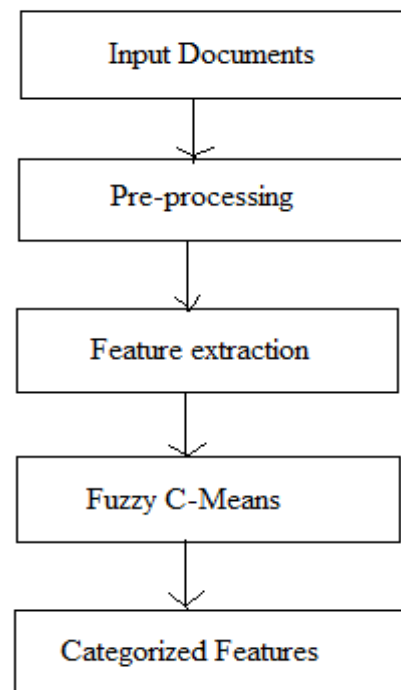 Input Documents
Pre-processing
Feature extraction
Fuzzy C-Means
Categorized Features